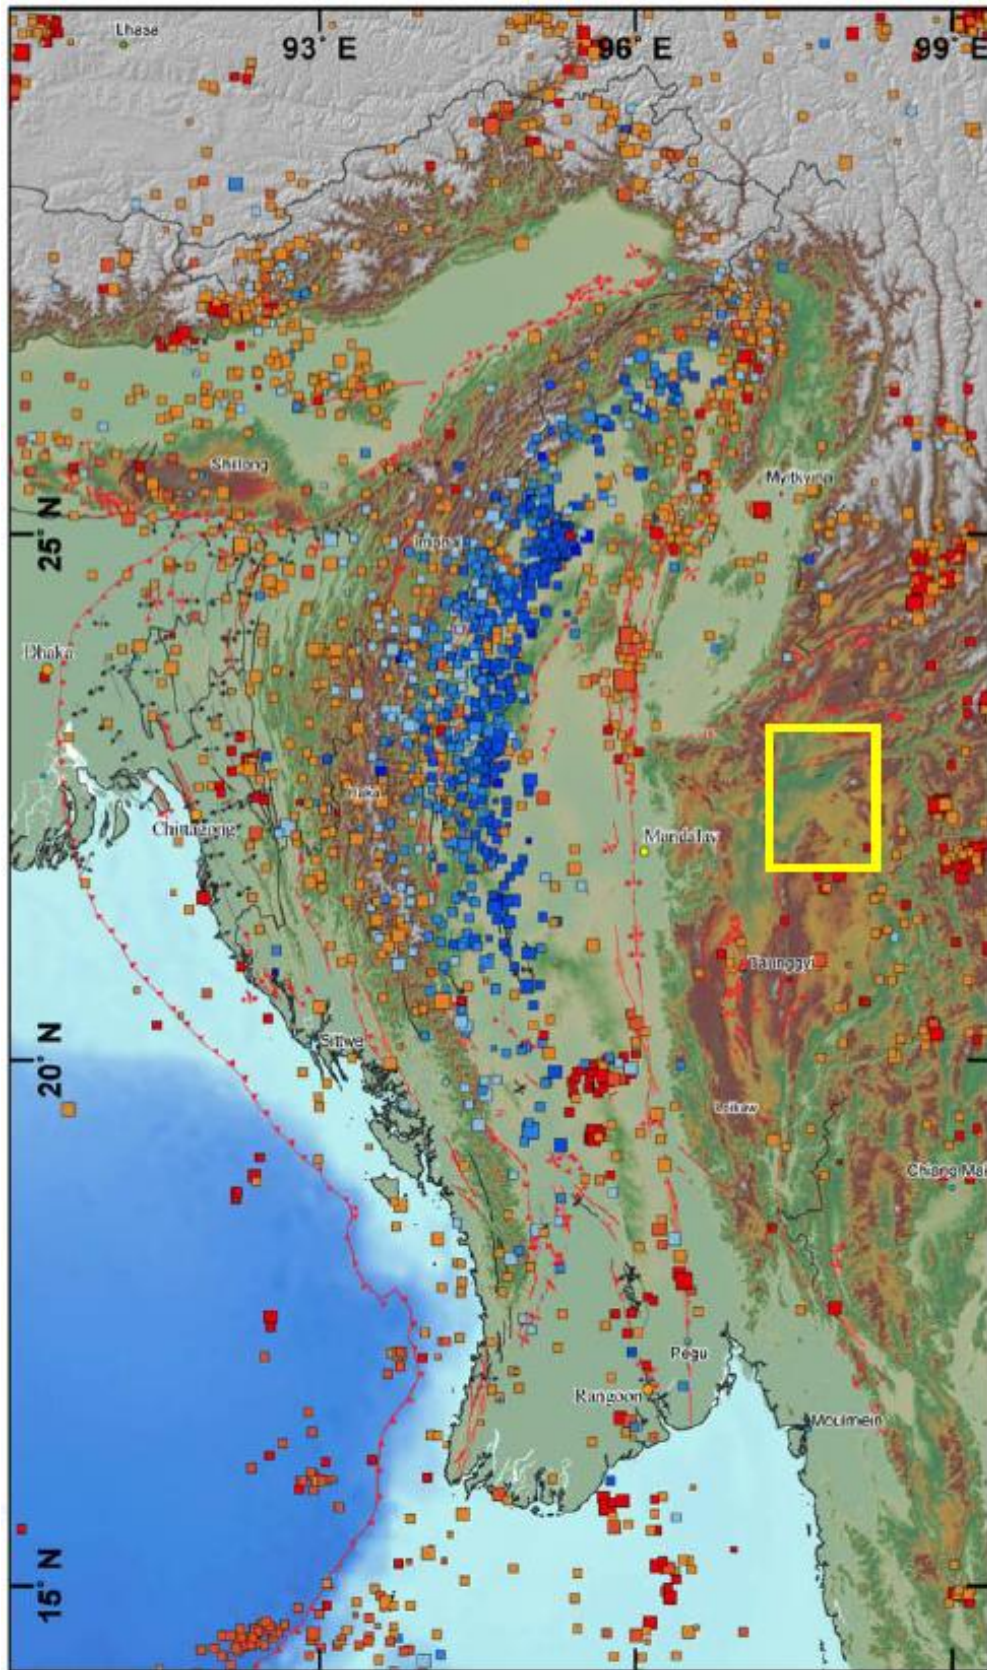 Lhasa
93° E
96° E
99° E
Shillong
Myitkyina
25° N
Imphal
Dhaka
Chittagong
Mandalay
Taunggyi
Sittwe
20° N
Loikaw
Chiang Mai
Pegu
Rangoon
Moulmein
15° N